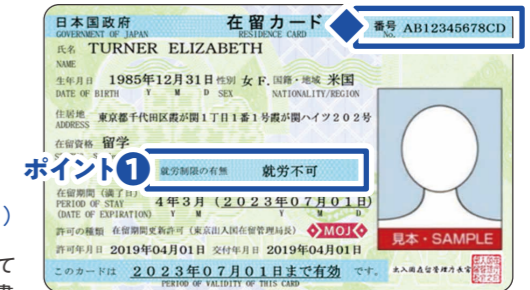 日本国政府 在留カード 番号 AB12345678CD
GOVERNMENT OF JAPAN RESIDENCE CARD No.
氏名 TURNER ELIZABETH
NAME
生年月日 1985年12月31日 性別 女 F. 国籍・地域 米国
DATE OF BIRTH Y M D SEX NATIONALITY/REGION
住居地 東京都千代田区霞が関1丁目1番1号霞が関ハイツ202号
ADDRESS
在留資格 留学
ポイント1 就労制限の有無 就労不可
在留期間（満了日） 4年3月（2023年07月01日）
PERIOD OF STAY
(DATE OF EXPIRATION) Y M Y M D
許可の種類 在留期間更新許可（東京出入国在留管理局長） MOJ
許可年月日 2019年04月01日 交付年月日 2019年04月01日
見本・SAMPLE
このカードは 2023年07月01日まで有効 です。
PERIOD OF VALIDITY OF THIS CARD
出入国在留管理庁長官
）
て